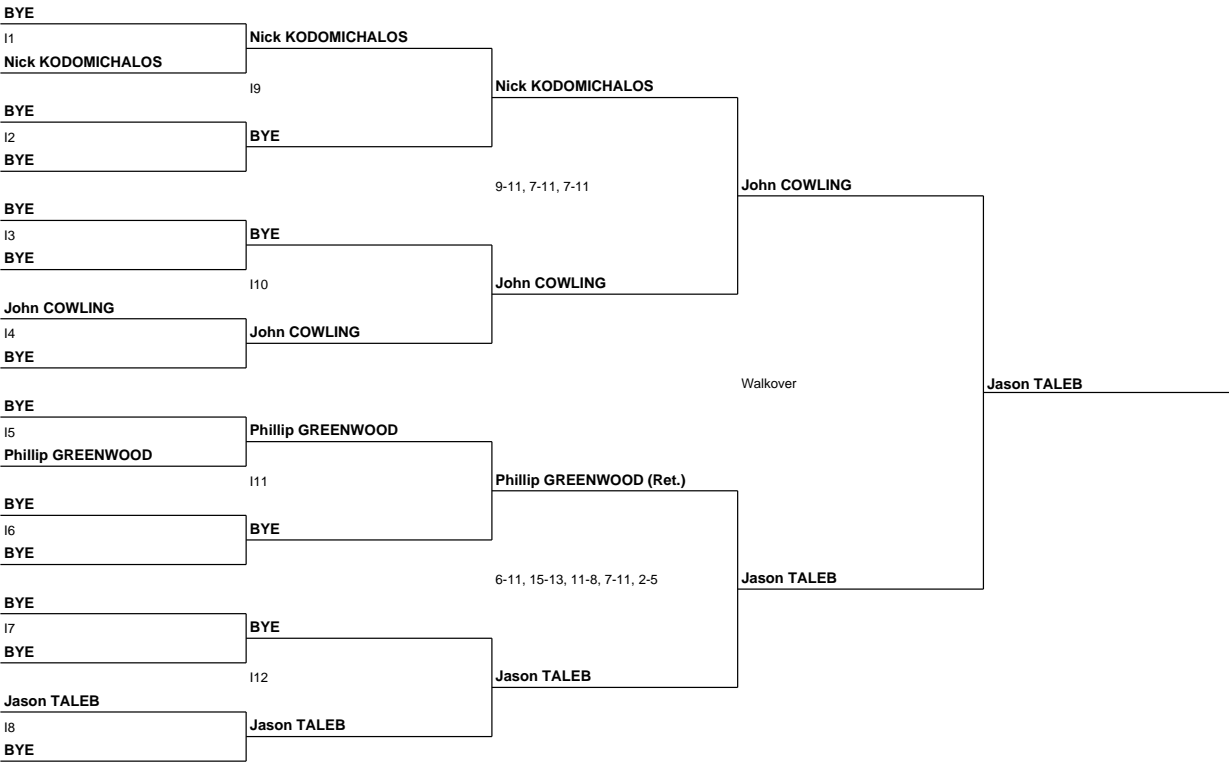 BYE
I1
Nick KODOMICHALOS
Nick KODOMICHALOS
I9
Nick KODOMICHALOS
BYE
I2
BYE
BYE
9-11, 7-11, 7-11
John COWLING
BYE
I3
BYE
BYE
I10
John COWLING
John COWLING
I4
John COWLING
BYE
Walkover
Jason TALEB
BYE
I5
Phillip GREENWOOD
Phillip GREENWOOD
I11
Phillip GREENWOOD (Ret.)
BYE
I6
BYE
BYE
6-11, 15-13, 11-8, 7-11, 2-5
Jason TALEB
BYE
I7
BYE
BYE
I12
Jason TALEB
Jason TALEB
I8
Jason TALEB
BYE